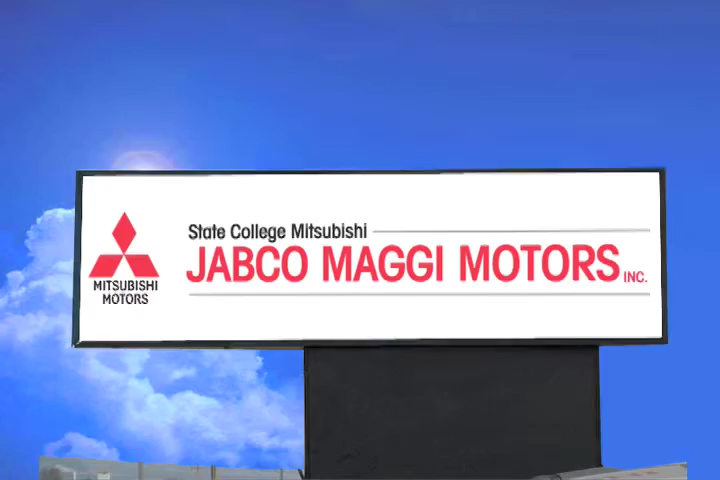 State College Mitsubishi
JABCO MAGGI MOTORS INC.
MITSUBISHI
MOTORS